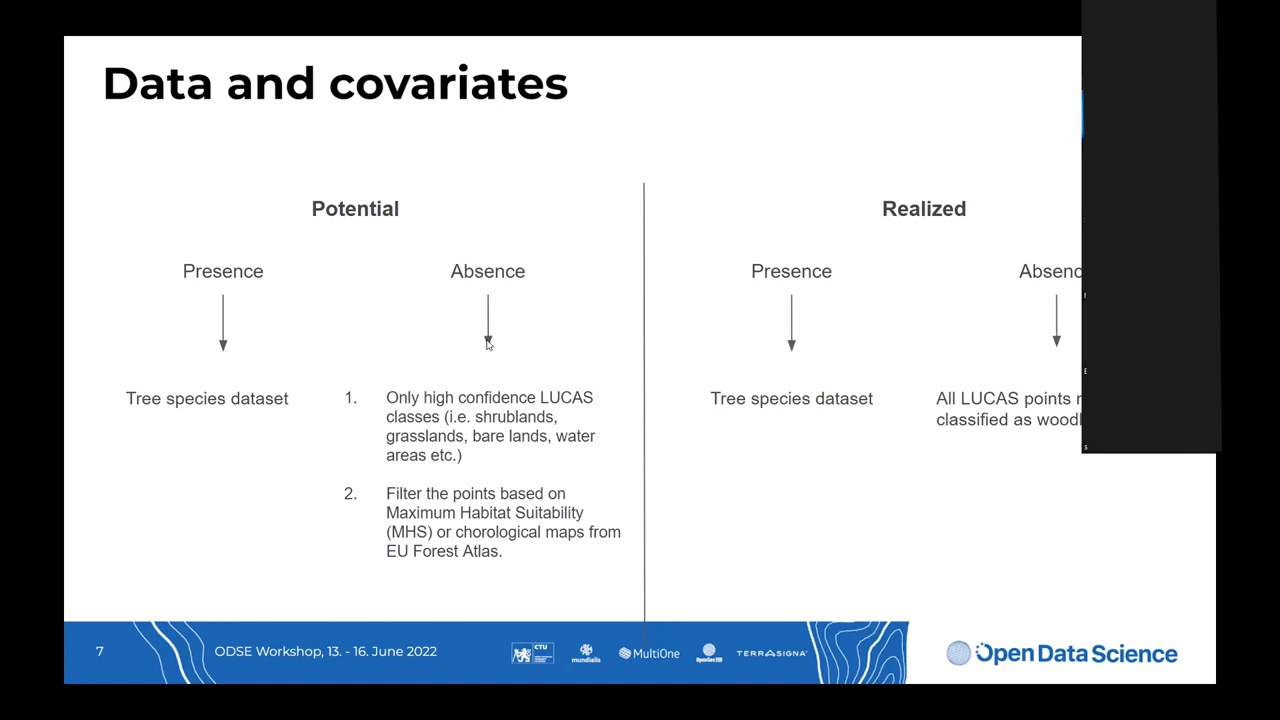 Data and covariates
Potential
Realized
Presence
Absence
Presence
Tree species dataset
1. Only high confidence LUCAS
classes (i.e. shrublands,
grasslands, bare lands, water
areas etc.)
2. Filter the points based on
Maximum Habitat Suitability
(MHS) or chorological maps from
EU Forest Atlas.
Tree species dataset
All LUCAS points
classified as
7
ODSE Workshop, 13. - 16. June 2022
CTU
mundialis
MultiOne
OpenGeoHub
TERRASIGNA
Open Data Science